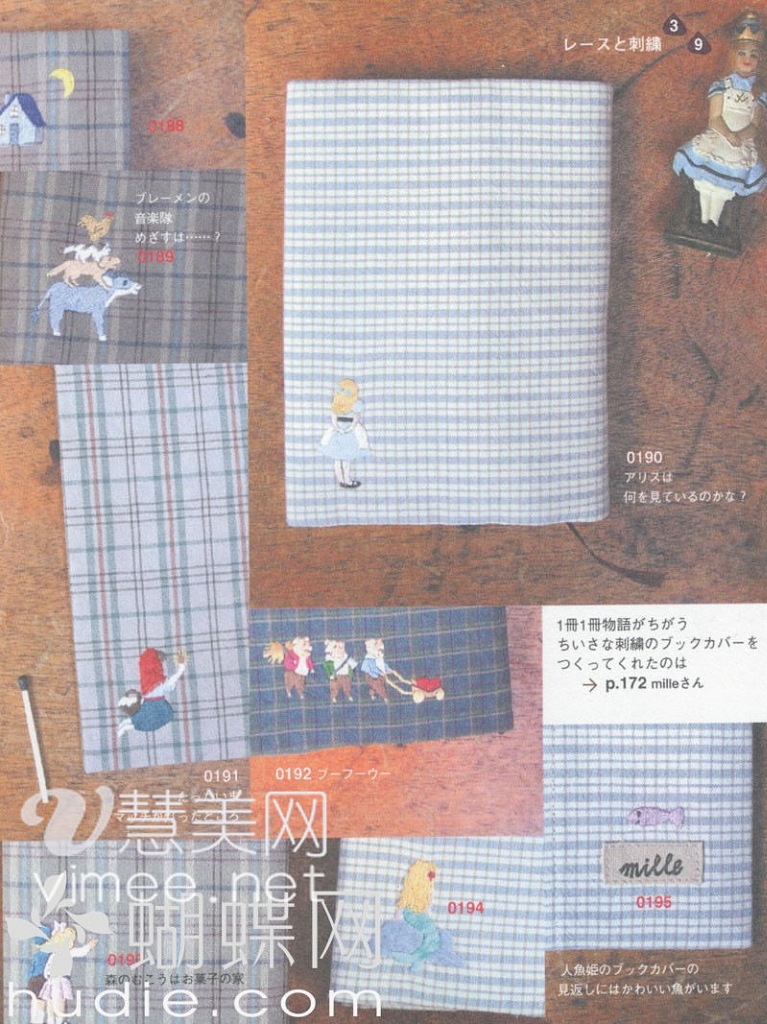 レースと刺繍 3 9
0188
ブレーメンの
音楽隊
めざすは……？
0189
0190
アリスは
何を見ているのかな？
1冊1冊物語がちがう
ちいさな刺繍のブックカバーを
つくってくれたのは
→ p.172 milleさん
0191
0192 ブーフーウー
慧美网
vimee.net
蝴蝶网
hudie.com
森のむこうはお菓子の家
0194
mille
0195
人魚姫のブックカバーの
見返しにはかわいい魚がいます